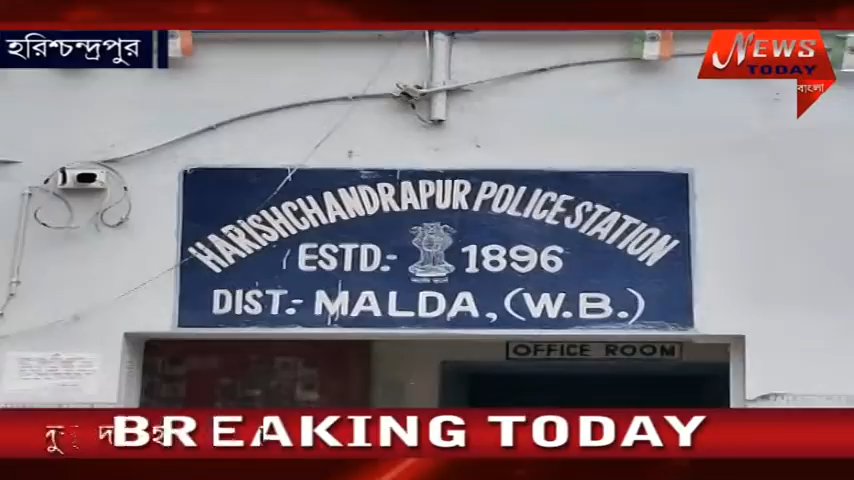 হরিশ্চন্দ্রপুর
NEWS
TODAY
বাংলা
HARISHCHANDRAPUR POLICE STATION
ESTD.- 1896
DIST.- MALDA, (W.B.)
OFFICE ROOM
BREAKING TODAY